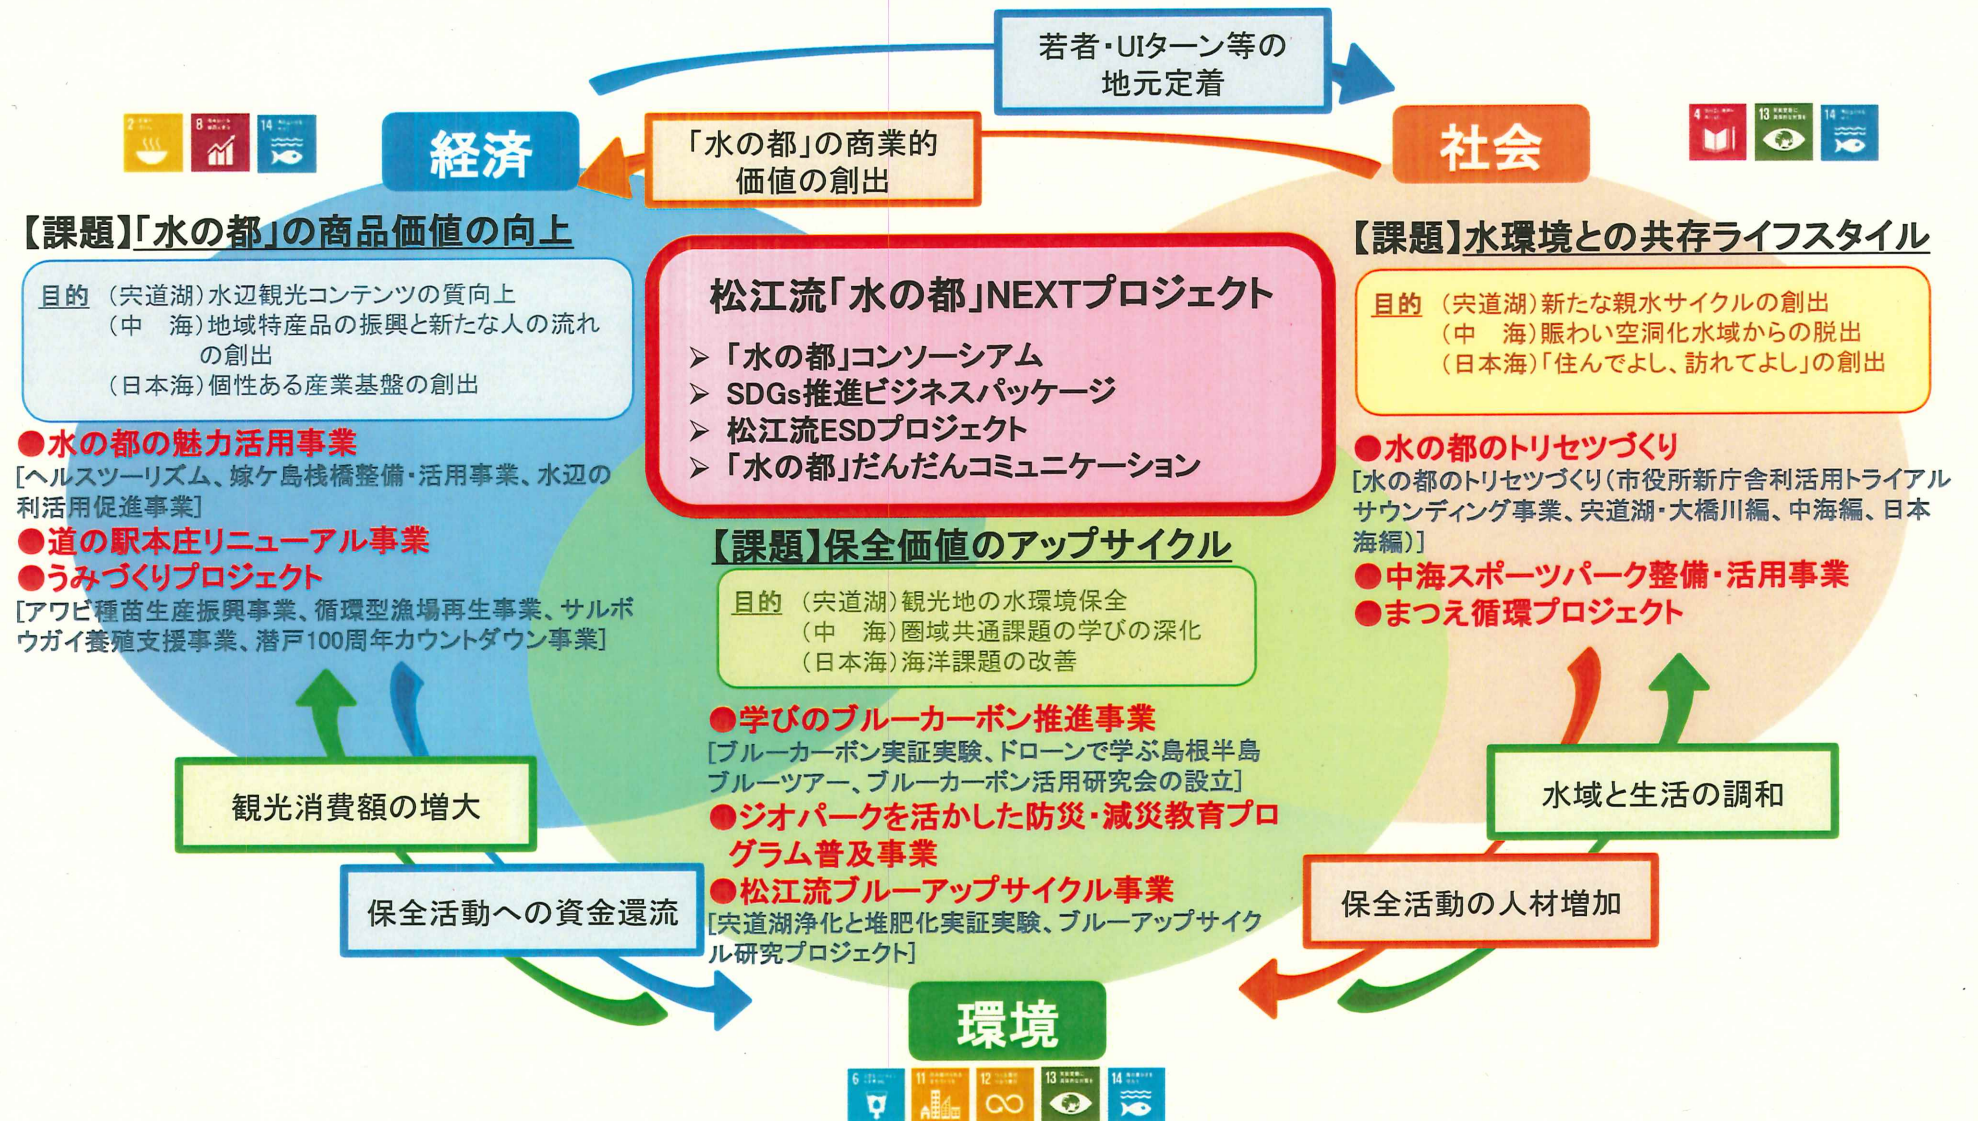 若者・UIターン等の
地元定着
「水の都」の商業的
価値の創出
2
8
14
経済
社会
4
13
14
【課題】「水の都」の商品価値の向上
目的 (宍道湖)水辺観光コンテンツの質向上
(中　海)地域特産品の振興と新たな人の流れ
の創出
(日本海)個性ある産業基盤の創出
●水の都の魅力活用事業
[ヘルスツーリズム、嫁ケ島桟橋整備・活用事業、水辺の
利活用促進事業]
●道の駅本庄リニューアル事業
●うみづくりプロジェクト
[アワビ種苗生産振興事業、循環型漁場再生事業、サルボ
ウガイ養殖支援事業、潜戸100周年カウントダウン事業]
松江流「水の都」NEXTプロジェクト
➢ 「水の都」コンソーシアム
➢ SDGs推進ビジネスパッケージ
➢ 松江流ESDプロジェクト
➢ 「水の都」だんだんコミュニケーション
【課題】水環境との共存ライフスタイル
目的 (宍道湖)新たな親水サイクルの創出
(中　海)賑わい空洞化水域からの脱出
(日本海)「住んでよし、訪れてよし」の創出
●水の都のトリセツづくり
[水の都のトリセツづくり(市役所新庁舎利活用トライアル
サウンディング事業、宍道湖・大橋川編、中海編、日本
海編)]
●中海スポーツパーク整備・活用事業
●まつえ循環プロジェクト
【課題】保全価値のアップサイクル
目的 (宍道湖)観光地の水環境保全
(中　海)圏域共通課題の学びの深化
(日本海)海洋課題の改善
●学びのブルーカーボン推進事業
[ブルーカーボン実証実験、ドローンで学ぶ島根半島
ブルーツアー、ブルーカーボン活用研究会の設立]
●ジオパークを活かした防災・減災教育プロ
グラム普及事業
●松江流ブルーアップサイクル事業
[宍道湖浄化と堆肥化実証実験、ブルーアップサイク
ル研究プロジェクト]
観光消費額の増大
保全活動への資金還流
水域と生活の調和
保全活動の人材増加
環境
6
11
12
13
14